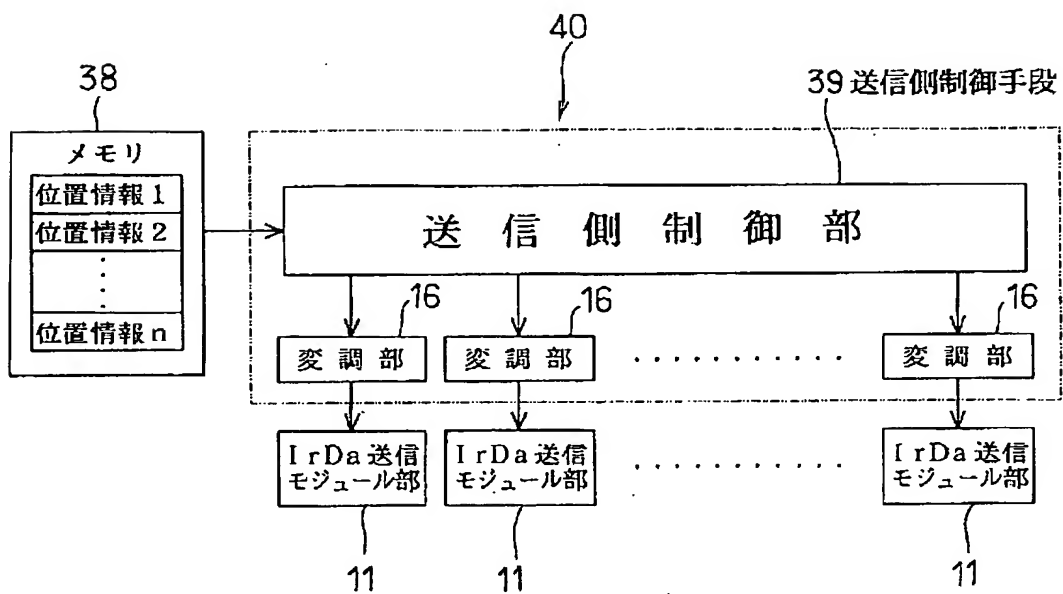 40
38
39 送信側制御手段
メモリ
位置情報1
位置情報2
位置情報n
送信側制御部
16
16
16
変調部
変調部
変調部
IrDa送信
モジュール部
IrDa送信
モジュール部
IrDa送信
モジュール部
11
11
11